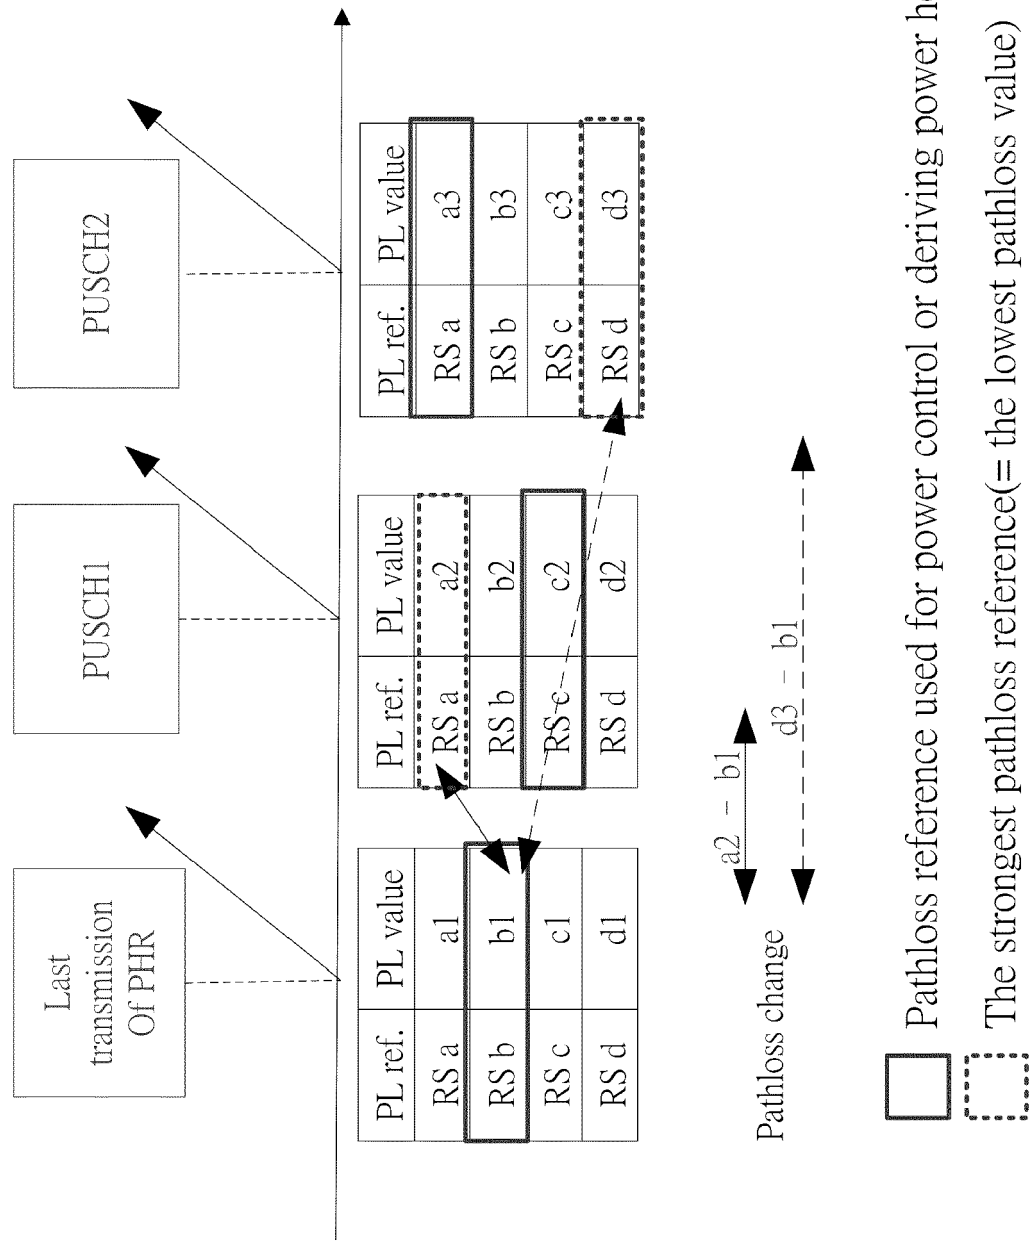 Last
transmission
Of PHR
PUSCH1
PUSCH2
PL ref. PL value
RS a a1
RS b b1
RS c c1
RS d d1
PL ref. PL value
RS a a2
RS b b2
RS c c2
RS d d2
PL ref. PL value
RS a a3
RS b b3
RS c c3
RS d d3
Pathloss change
a2 - b1
d3 - b1
Pathloss reference used for power control or deriving power
The strongest pathloss reference(= the lowest pathloss value)